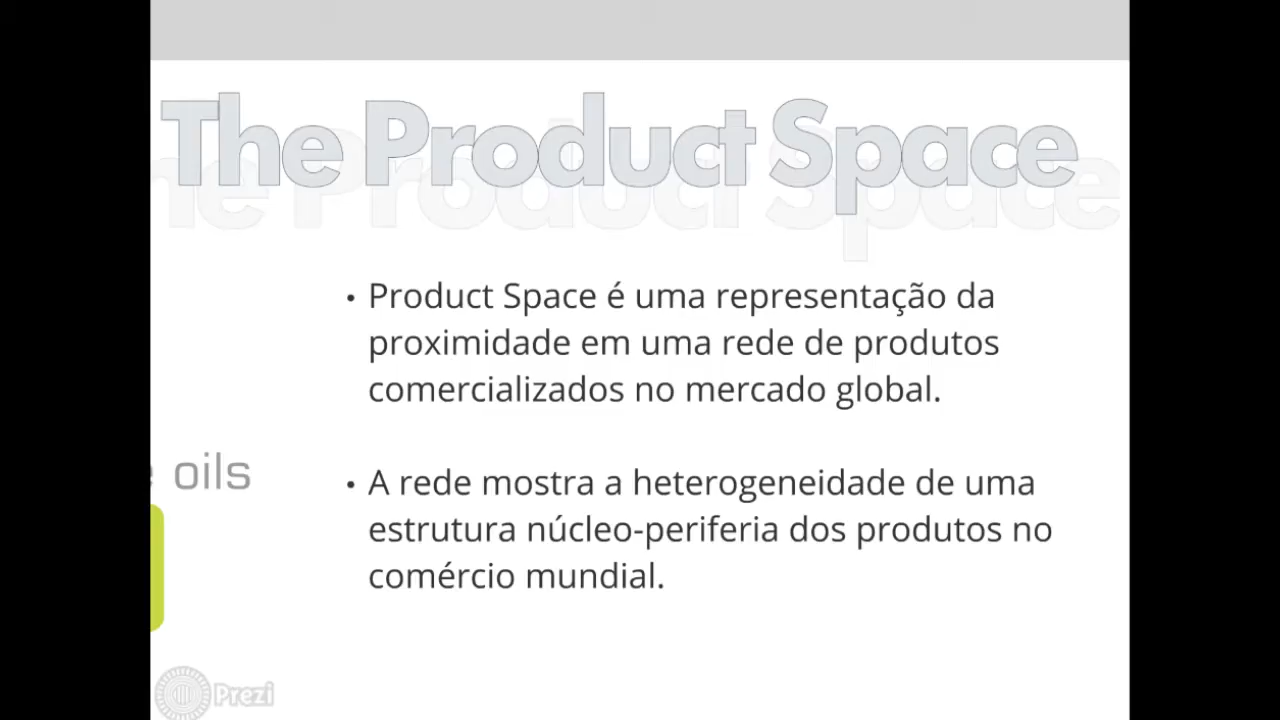 The Product Space
• Product Space é uma representação da
proximidade em uma rede de produtos
comercializados no mercado global.
oils
• A rede mostra a heterogeneidade de uma
estrutura núcleo-periferia dos produtos no
comércio mundial.
Prezi